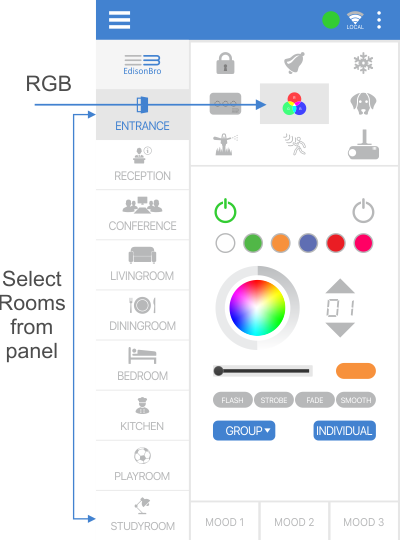 LOCAL
EdisonBro
RGB
ENTRANCE
RECEPTION
CONFERENCE
LIVINGROOM
DININGROOM
BEDROOM
KITCHEN
PLAYROOM
STUDYROOM
Select
Rooms
from
panel
01
FLASH STROBE FADE SMOOTH
GROUP INDIVIDUAL
MOOD 1 MOOD 2 MOOD 3